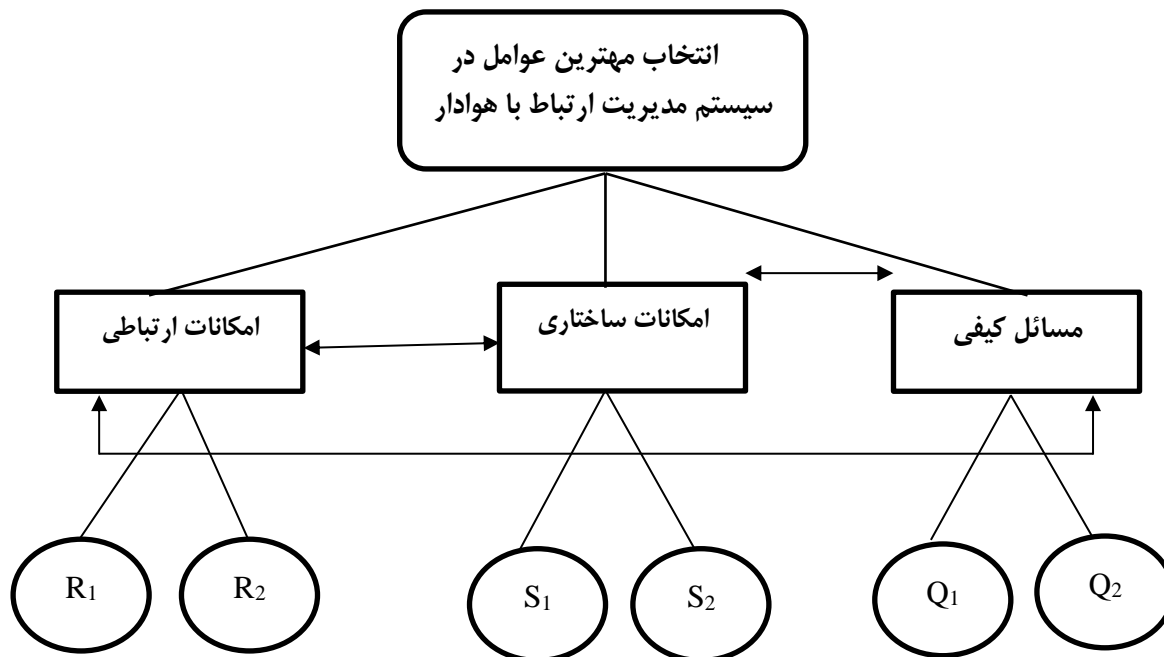 انتخاب مهترین عوامل در
سیستم مدیریت ارتباط با هوادار
مسائل کیفی
امکانات ساختاری
امکانات ارتباطی
R1
R2
S1
S2
Q1
Q2